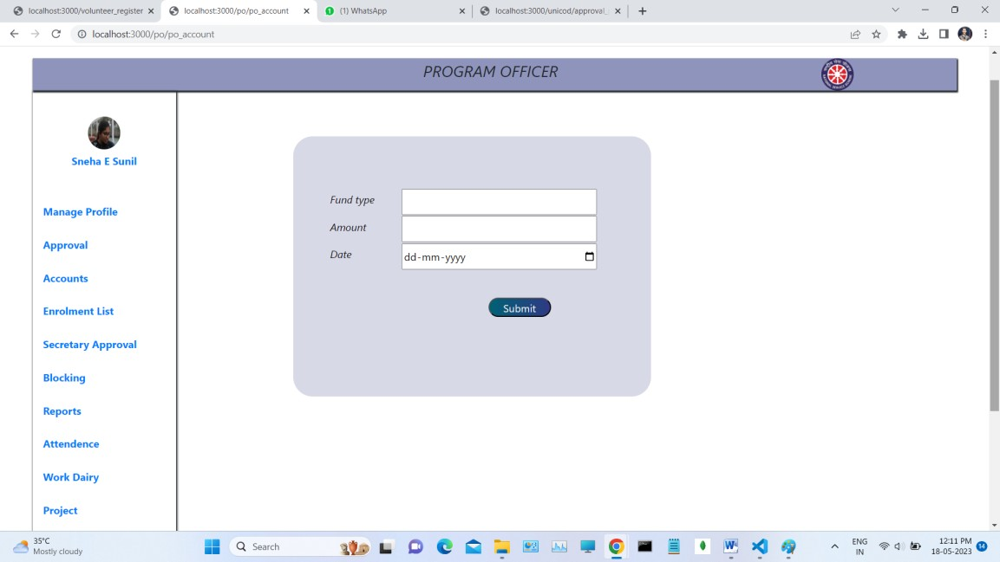 localhost:3000/volunteer_register
localhost:3000/po/po_account
(1) WhatsApp
localhost:3000/unicod/approval_
localhost:3000/po/po_account
PROGRAM OFFICER
Sneha E Sunil
Manage Profile
Approval
Accounts
Enrolment List
Secretary Approval
Blocking
Reports
Attendence
Work Dairy
Project
Fund type
Amount
Date
dd-mm-yyyy
Submit
35°C
Mostly cloudy
Search
ENG
IN
12:11 PM
18-05-2023
14